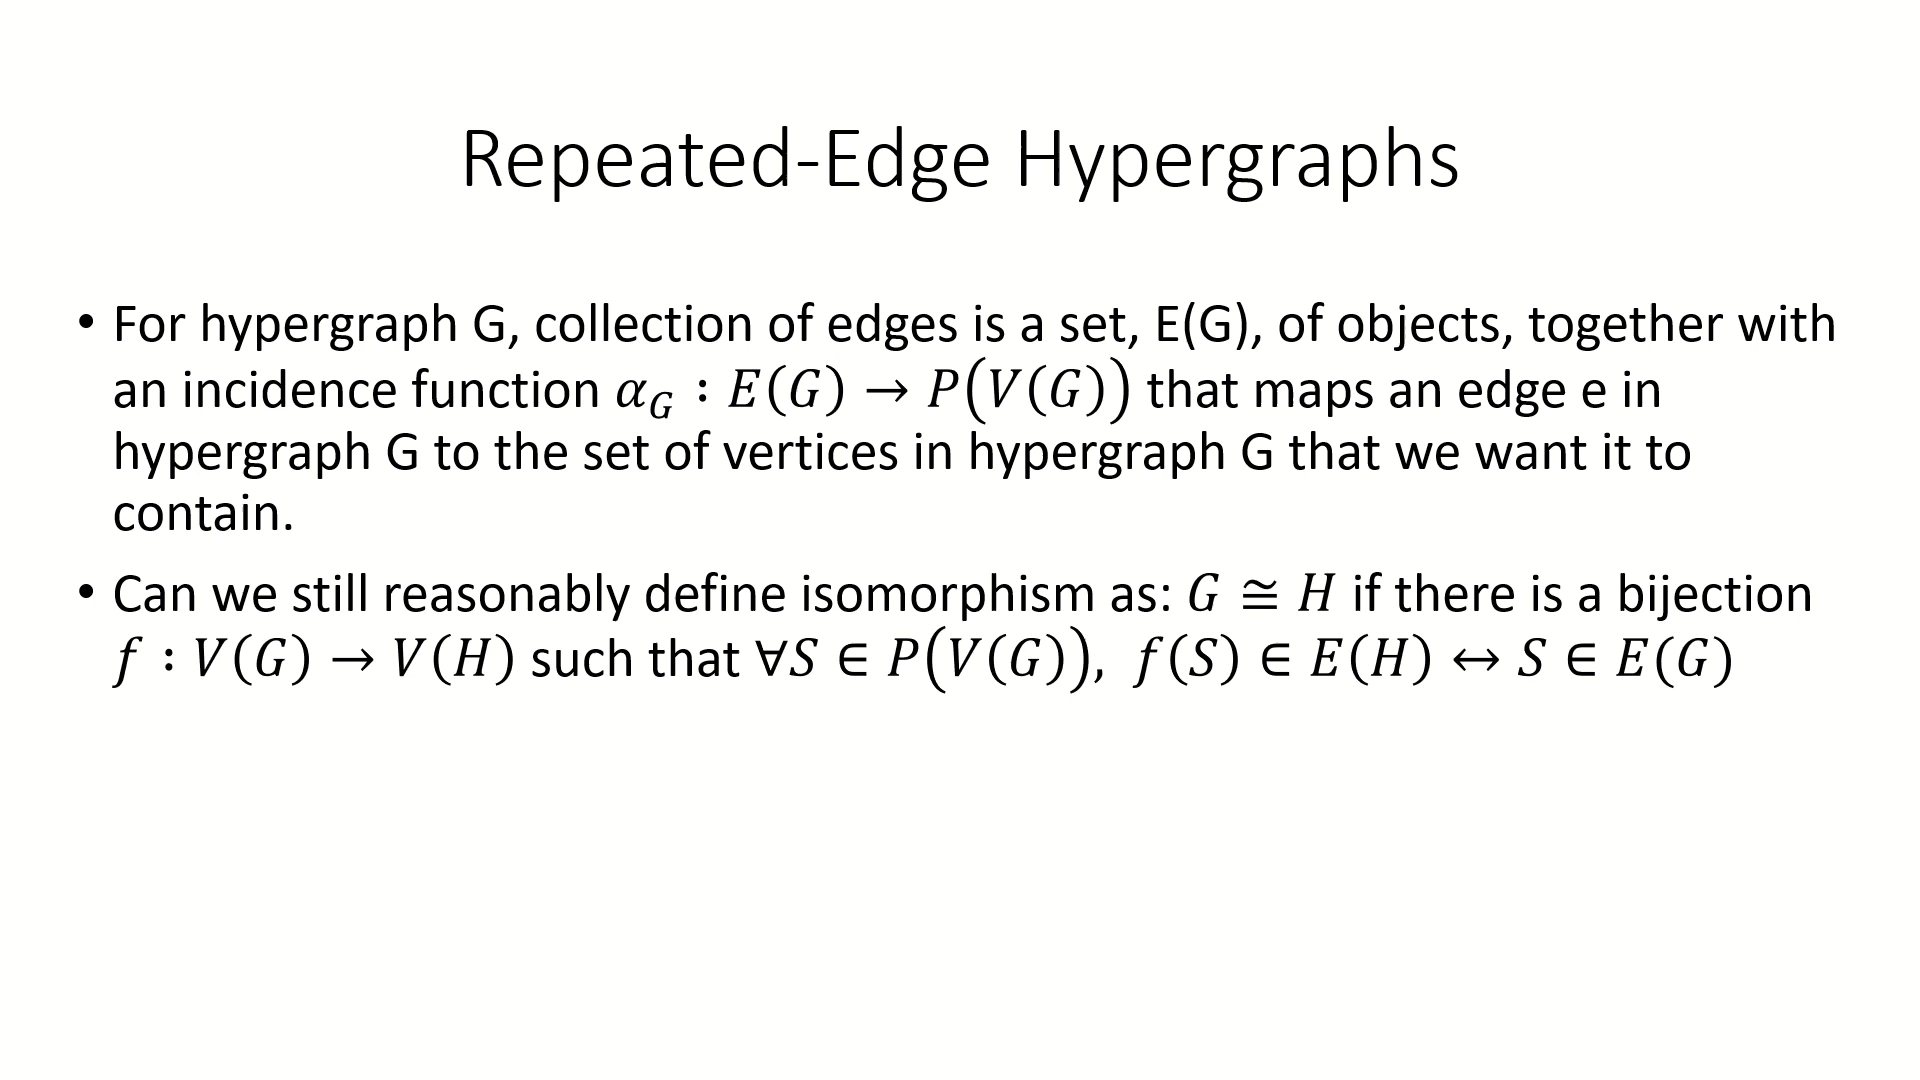 Repeated-Edge Hypergraphs
• For hypergraph G, collection of edges is a set, E(G), of objects, together with
an incidence function 𝛼_𝐺 : 𝐸(𝐺) → 𝑃(𝑉(𝐺)) that maps an edge e in
hypergraph G to the set of vertices in hypergraph G that we want it to
contain.
• Can we still reasonably define isomorphism as: 𝐺 ≅ 𝐻 if there is a bijection
𝑓 : 𝑉(𝐺) → 𝑉(𝐻) such that ∀𝑆 ∈ 𝑃(𝑉(𝐺)), 𝑓(𝑆) ∈ 𝐸(𝐻) ↔ 𝑆 ∈ 𝐸(𝐺)